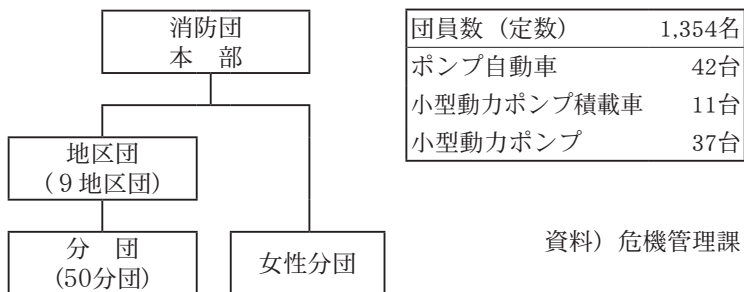 消防団
本　部
地区団
(９地区団)
分　団
(50分団)
女性分団
団員数（定数）　1,354名
ポンプ自動車　42台
小型動力ポンプ積載車　11台
小型動力ポンプ　37台
資料）危機管理課